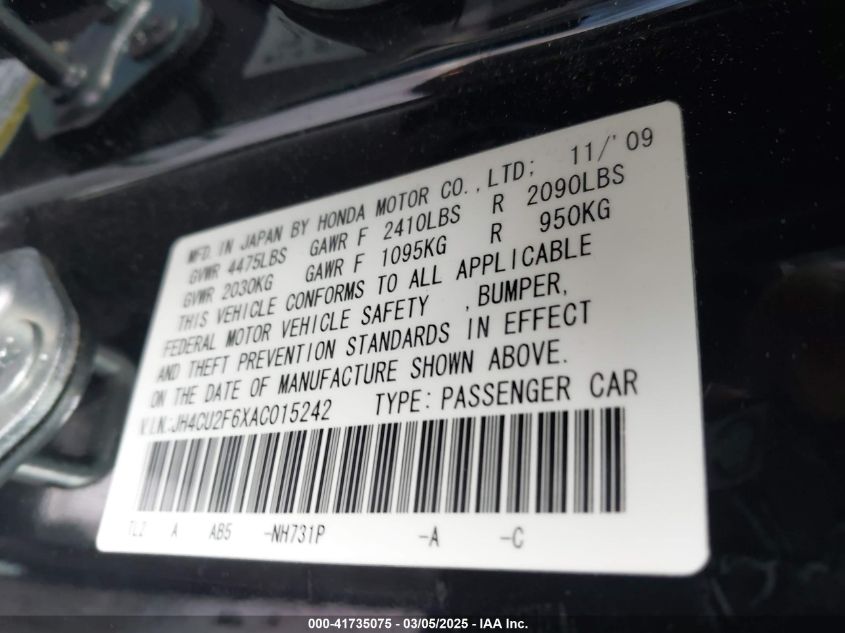 MFD. IN JAPAN BY HONDA MOTOR CO.,LTD; 11/'09
GVWR 4475LBS GAWR F 2410LBS R 2090LBS
GVWR 2030KG GAWR F 1095KG R 950KG
THIS VEHICLE CONFORMS TO ALL APPLICABLE
FEDERAL MOTOR VEHICLE SAFETY ,BUMPER,
AND THEFT PREVENTION STANDARDS IN EFFECT
ON THE DATE OF MANUFACTURE SHOWN ABOVE.
V.I.N.:JH4CU2F6XAC015242 TYPE: PASSENGER CAR
TL2 A AB5 -NH731P -A -C
000-41735075 — 03/05/2025 — IAA Inc.